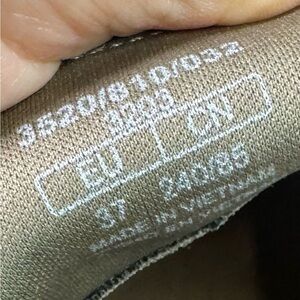 3520/810/032
EU CN
37 240/85
MADE IN VIETNAM